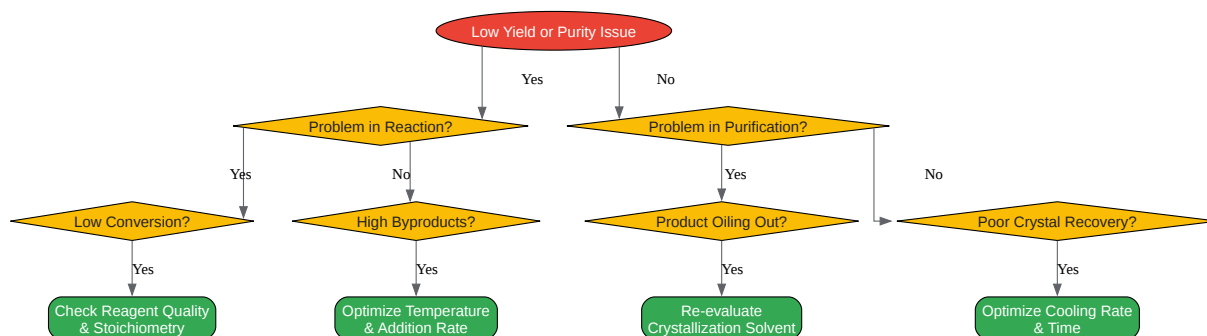 Low Yield or Purity Issue
Yes
No
Problem in Reaction?
Problem in Purification?
Yes
No
Yes
No
Low Conversion?
High Byproducts?
Product Oiling Out?
Poor Crystal Recovery?
Yes
Yes
Yes
Yes
Check Reagent Quality
& Stoichiometry
Optimize Temperature
& Addition Rate
Re-evaluate
Crystallization Solvent
Optimize Cooling Rate
& Time